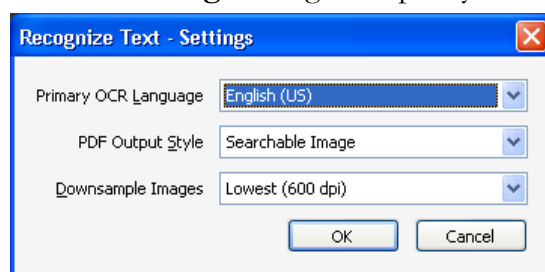 Recognize Text - Settings
Primary OCR Language English (US)
PDF Output Style Searchable Image
Downsample Images Lowest (600 dpi)
OK Cancel